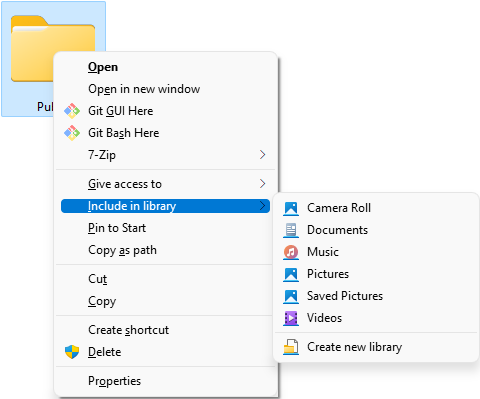 Pu
Open
Open in new window
Git GUI Here
Git Bash Here
7-Zip
Give access to
Include in library
Pin to Start
Copy as path
Cut
Copy
Create shortcut
Delete
Properties
Camera Roll
Documents
Music
Pictures
Saved Pictures
Videos
Create new library